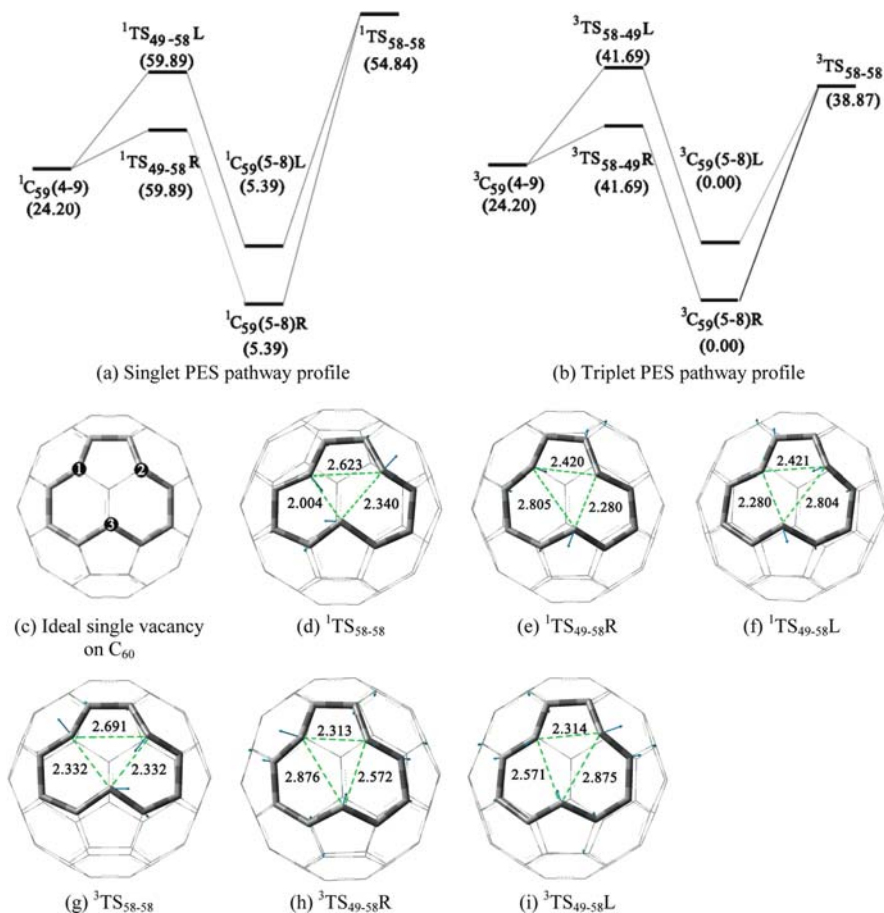 ¹TS₄₉₋₅₈L
(59.89)
¹TS₅₈₋₅₈
(54.84)
¹TS₄₉₋₅₈R
(59.89)
¹C₅₉(4-9)
(24.20)
¹C₅₉(5-8)L
(5.39)
¹C₅₉(5-8)R
(5.39)
(a) Singlet PES pathway profile
³TS₅₈₋₄₉L
(41.69)
³TS₅₈₋₅₈
(38.87)
³TS₅₈₋₄₉R
(41.69)
³C₅₉(4-9)
(24.20)
³C₅₉(5-8)L
(0.00)
³C₅₉(5-8)R
(0.00)
(b) Triplet PES pathway profile
1
2
3
(c) Ideal single vacancy
on C₆₀
2.623
2.004
2.340
(d) ¹TS₅₈₋₅₈
2.420
2.805
2.280
(e) ¹TS₄₉₋₅₈R
2.421
2.280
2.804
(f) ¹TS₄₉₋₅₈L
2.691
2.332
2.332
(g) ³TS₅₈₋₅₈
2.313
2.876
2.572
(h) ³TS₄₉₋₅₈R
2.314
2.571
2.875
(i) ³TS₄₉₋₅₈L